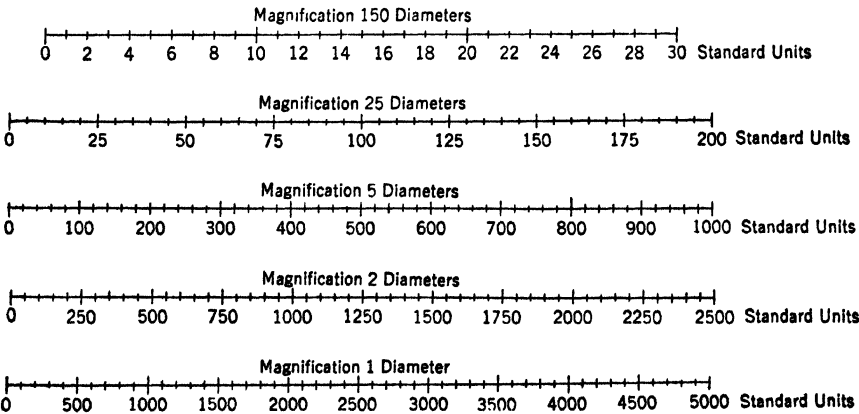 Magnification 150 Diameters
0 2 4 6 8 10 12 14 16 18 20 22 24 26 28 30 Standard Units
Magnification 25 Diameters
0 25 50 75 100 125 150 175 200 Standard Units
Magnification 5 Diameters
0 100 200 300 400 500 600 700 800 900 1000 Standard Units
Magnification 2 Diameters
0 250 500 750 1000 1250 1500 1750 2000 2250 2500 Standard Units
Magnification 1 Diameter
0 500 1000 1500 2000 2500 3000 3500 4000 4500 5000 Standard Units